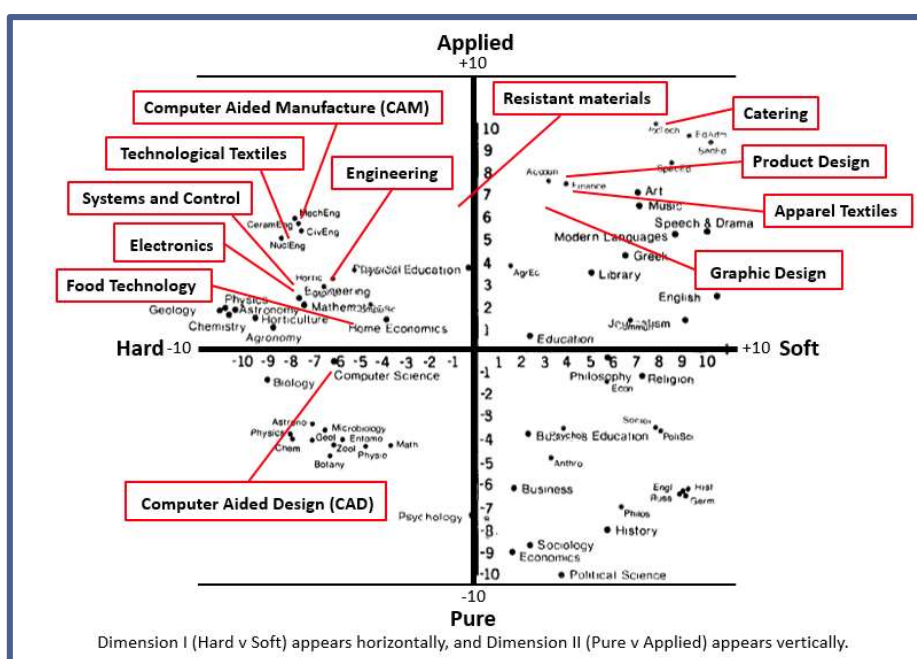 Applied
+10
Resistant materials
Computer Aided Manufacture (CAM)
Catering
Technological Textiles
Engineering
Product Design
Systems and Control
Apparel Textiles
Electronics
Graphic Design
Food Technology
10
9
8
7
6
5
4
3
2
1
Finance
Art
Music
Speech & Drama
Modern Languages
Greek
Library
English
AgrEc
Education
MechEng
CeramEng
CivEng
NuclEng
Physical Education
Engineering
Physics
Geology
Astronomy
Chemistry
Horticulture
Home Economics
Agronomy
Hard -10
-10 -9 -8 -7 -6 -5 -4 -3 -2 -1
1 2 3 4 5 6 7 8 9 10
+10 Soft
Computer Science
Biology
Philosophy
Religion
Econ
-1
-2
-3
-4
-5
-6
-7
-8
-9
-10
Astrono
Microbiology
Physics
Geol
Entomo
Chem
Zool
Math
Physio
Botany
Education
PoliSci
Anthro
Business
Engl
Hist
Russ
Germ
Computer Aided Design (CAD)
Psychology
Philos
History
Sociology
Economics
Political Science
-10
Pure
Dimension I (Hard v Soft) appears horizontally, and Dimension II (Pure v Applied) appears vertically.